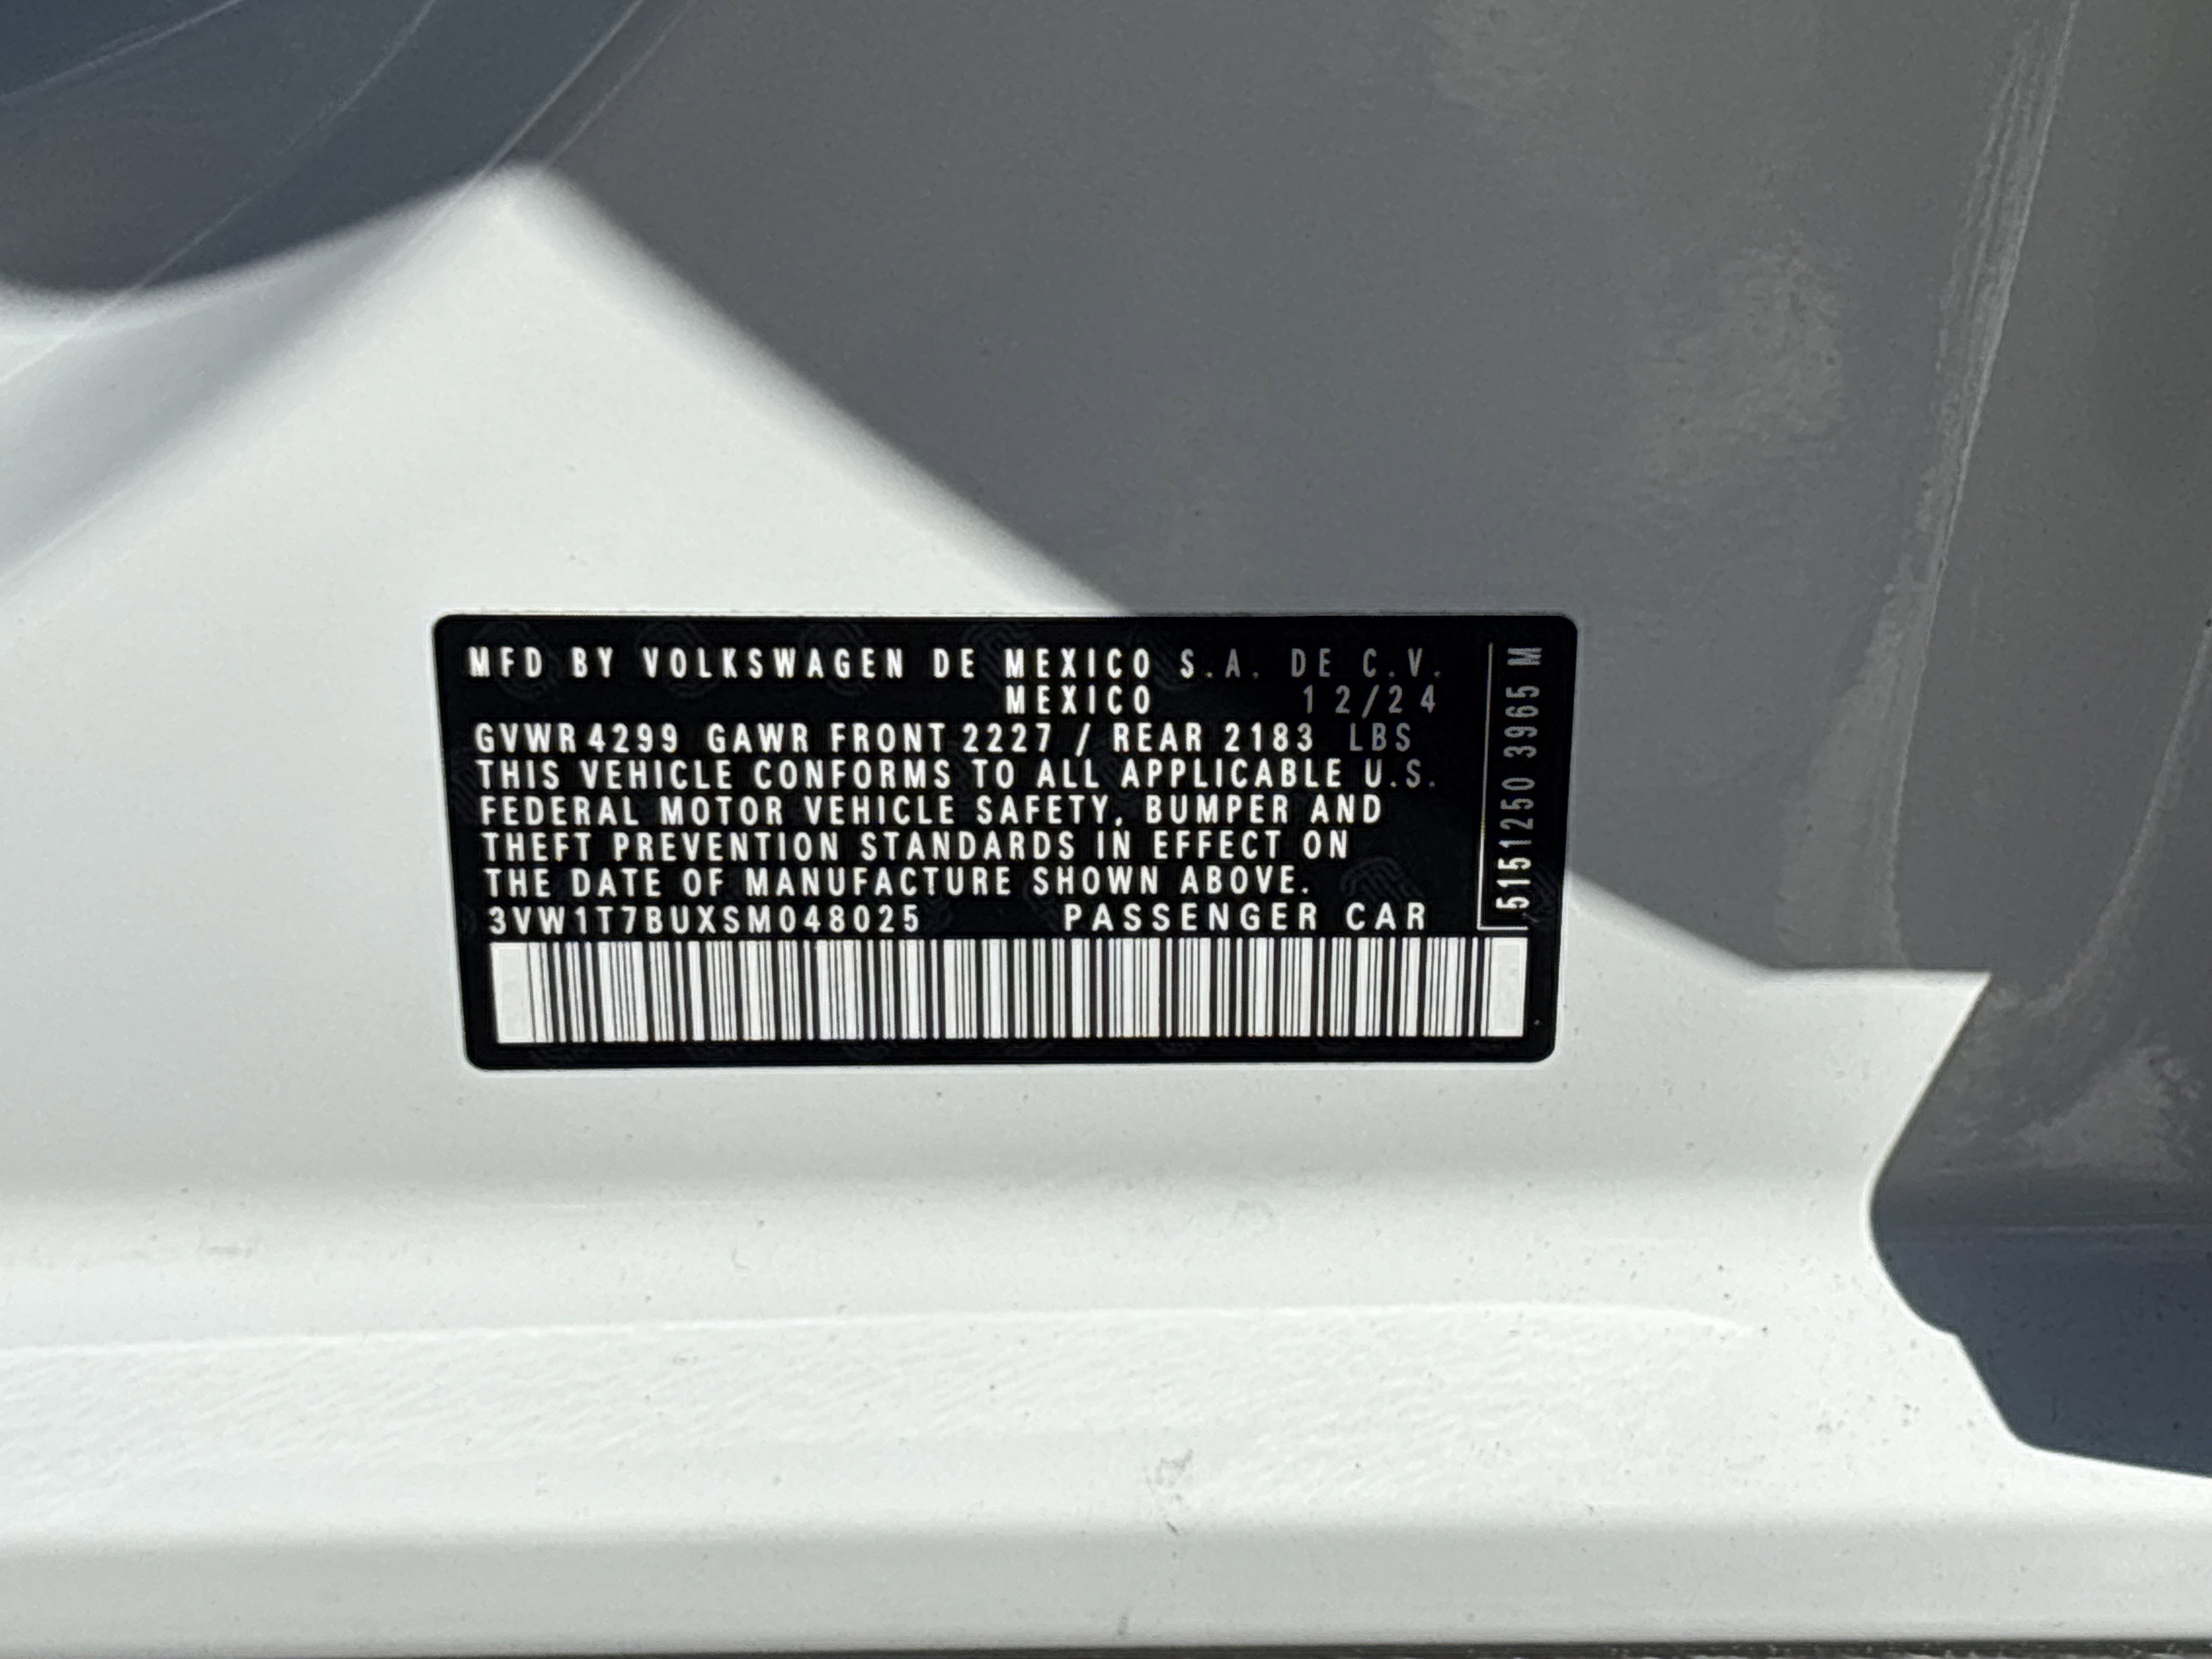 MFD BY VOLKSWAGEN DE MEXICO S.A. DE C.V.
MEXICO 12/24
GVWR 4299 GAWR FRONT 2227 / REAR 2183 LBS
THIS VEHICLE CONFORMS TO ALL APPLICABLE U.S.
FEDERAL MOTOR VEHICLE SAFETY, BUMPER AND
THEFT PREVENTION STANDARDS IN EFFECT ON
THE DATE OF MANUFACTURE SHOWN ABOVE.
3VW1T7BUXSM048025 PASSENGER CAR
5151250 3965 M